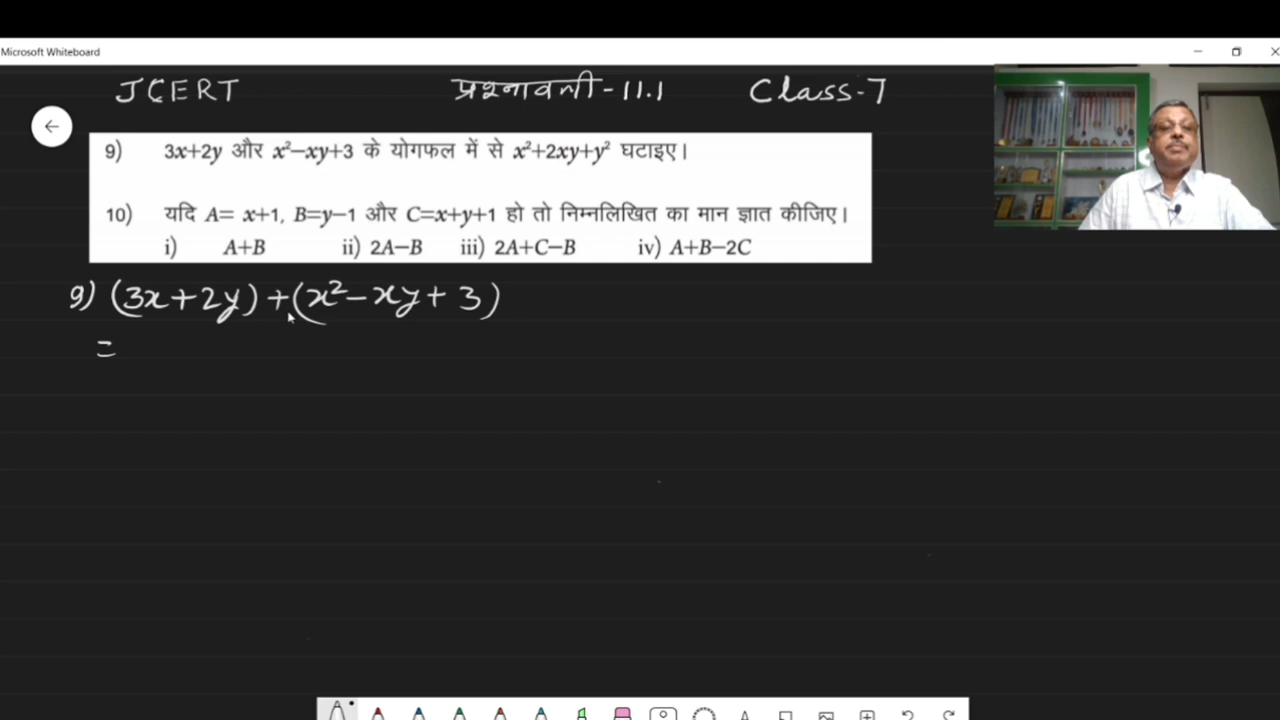 Microsoft Whiteboard
JCERT प्रश्नावली-11.1 Class-7
9) 3x+2y और x²−xy+3 के योगफल में से x²+2xy+y² घटाइए।
10) यदि A= x+1, B=y−1 और C=x+y+1 हो तो निम्नलिखित का मान ज्ञात कीजिए।
i) A+B ii) 2A−B iii) 2A+C−B iv) A+B−2C
9) (3x+2y)+(x²−xy+3)
=